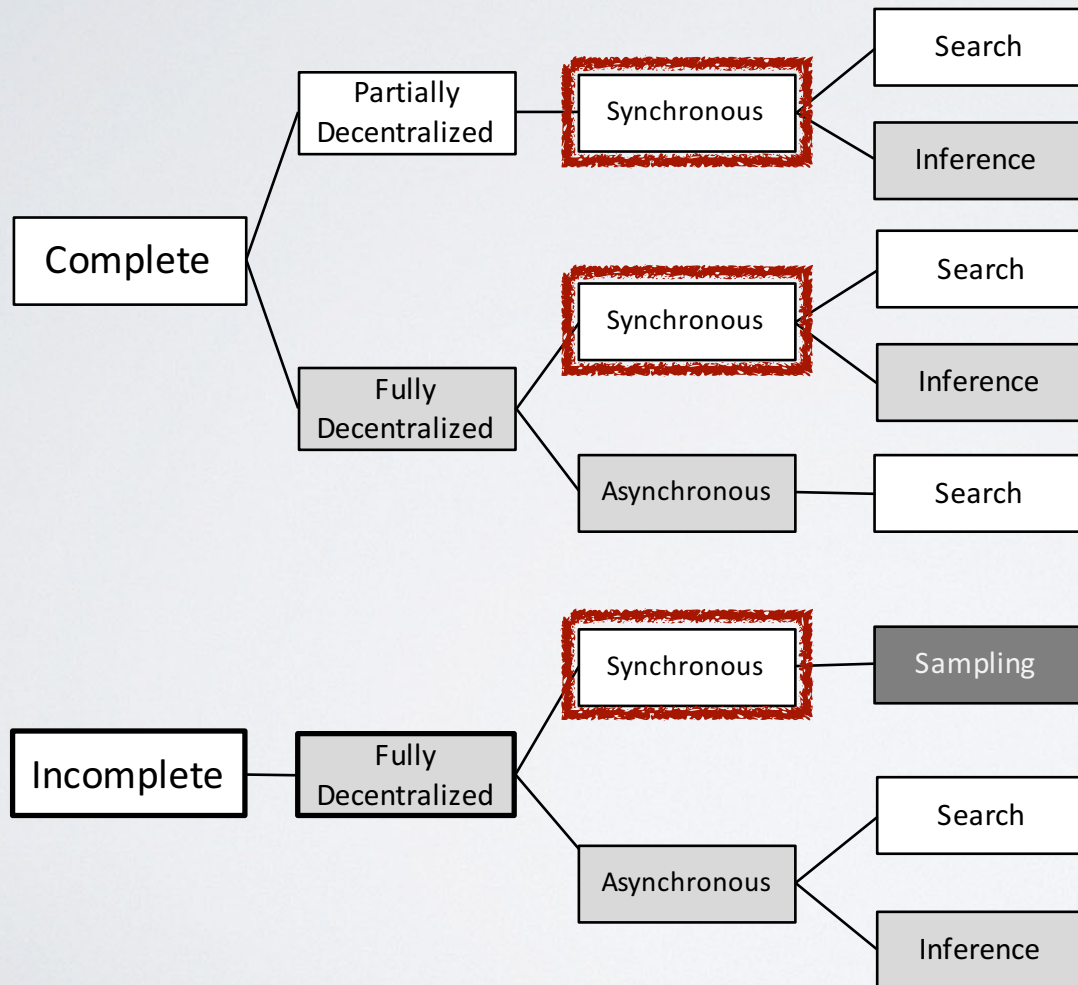 Search
Partially
Decentralized
Synchronous
Inference
Complete
Search
Synchronous
Inference
Fully
Decentralized
Asynchronous
Search
Synchronous
Sampling
Incomplete
Fully
Decentralized
Search
Asynchronous
Inference